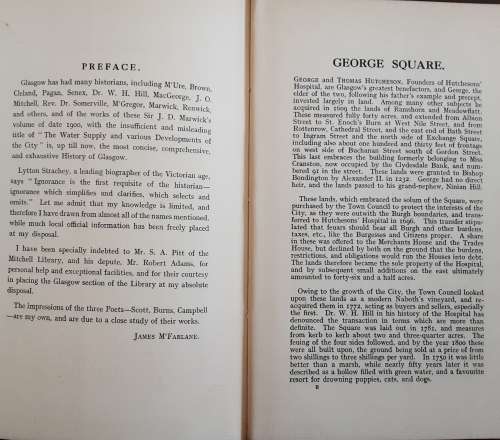 PREFACE.
Glasgow has had many historians, including M'Ure, Brown,
Cleland, Pagan, Senex, Dr. W. H. Hill, MacGeorge, J. O.
Mitchell, Rev. Dr. Somerville, M'Gregor, Marwick, Renwick,
and others, and of the works of these Sir J. D. Marwick's
volume of date 1900, with the insufficient and misleading
title of "The Water Supply and various Developments of
the City" is, up till now, the most concise, comprehensive,
and exhaustive History of Glasgow.
Lytton Strachey, a leading biographer of the Victorian age,
says "Ignorance is the first requisite of the historian—
ignorance which simplifies and clarifies, which selects and
omits." Let me admit that my knowledge is limited, and
therefore I have drawn from almost all of the names mentioned,
while much local official information has been freely placed
at my disposal.
I have been specially indebted to Mr. S. A. Pitt of the
Mitchell Library, and his depute, Mr. Robert Adams, for
personal help and exceptional facilities, and for their courtesy
in placing the Glasgow section of the Library at my absolute
disposal.
The impressions of the three Poets—Scott, Burns, Campbell
—are my own, and are due to a close study of their works.
JAMES M'FARLANE.
GEORGE SQUARE.
GEORGE and THOMAS HUTCHESON, Founders of Hutchesons'
Hospital, are Glasgow's greatest benefactors, and George, the
elder of the two, following his father's example and precept,
invested largely in land. Among many other subjects he
acquired in 1609 the lands of Ramshorn and Meadowflatt.
These measured fully forty acres, and extended from Albion
Street to St. Enoch's Burn at West Nile Street, and from
Rottenrow, Cathedral Street, and the east end of Bath Street
to Ingram Street and the north side of Exchange Square,
including also about one hundred and thirty feet of frontage
on west side of Buchanan Street south of Gordon Street.
This last embraces the building formerly belonging to Miss
Cranston, now occupied by the Clydesdale Bank, and num-
bered 91 in the street. These lands were granted to Bishop
Bondington by Alexander II. in 1232. George had no direct
heir, and the lands passed to his grand-nephew, Ninian Hill.
These lands, which embraced the solum of the Square, were
purchased by the Town Council to protect the interests of the
City, as they were outwith the Burgh boundaries, and trans-
ferred to Hutchesons' Hospital in 1696. This transfer stipu-
lated that feuars should bear all Burgh and other burdens,
taxes, etc., like the Burgesses and Citizens proper. A share
in these was offered to the Merchants House and the Trades
House, but declined by both on the ground that the burdens,
restrictions, and obligations would run the Houses into debt.
The lands therefore became the sole property of the Hospital,
and by subsequent small additions on the east ultimately
amounted to forty-six and a half acres.
Owing to the growth of the City, the Town Council looked
upon these lands as a modern Naboth's vineyard, and re-
acquired them in 1772, acting as buyers and sellers, especially
the first. Dr. W. H. Hill in his history of the Hospital has
denounced the transaction in terms which are more than
definite. The Square was laid out in 1781, and measures
from kerb to kerb about two and three-quarter acres. The
feuing of the four sides followed, and by the year 1800 these
were all built upon, the ground being sold at a price of from
two shillings to three shillings per yard. In 1750 it was little
better than a marsh, while nearly fifty years later it was
described as a hollow filled with green water, and a favourite
resort for drowning puppies, cats, and dogs.
B